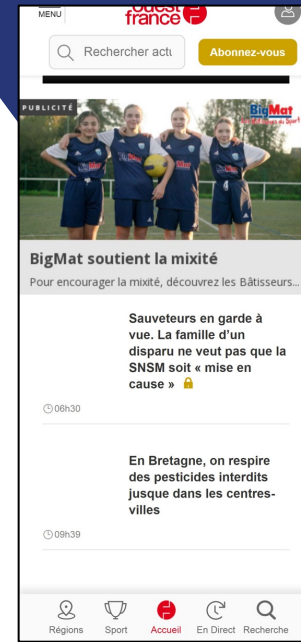 MENU
ouest
france
Rechercher actu
Abonnez-vous
PUBLICITÉ
BigMat
BigMat soutient la mixité
Pour encourager la mixité, découvrez les Bâtisseurs...
Sauveteurs en garde à
vue. La famille d'un
disparu ne veut pas que la
SNSM soit « mise en
cause »
06h30
En Bretagne, on respire
des pesticides interdits
jusque dans les centres-
villes
09h39
Régions Sport Accueil En Direct Recherche